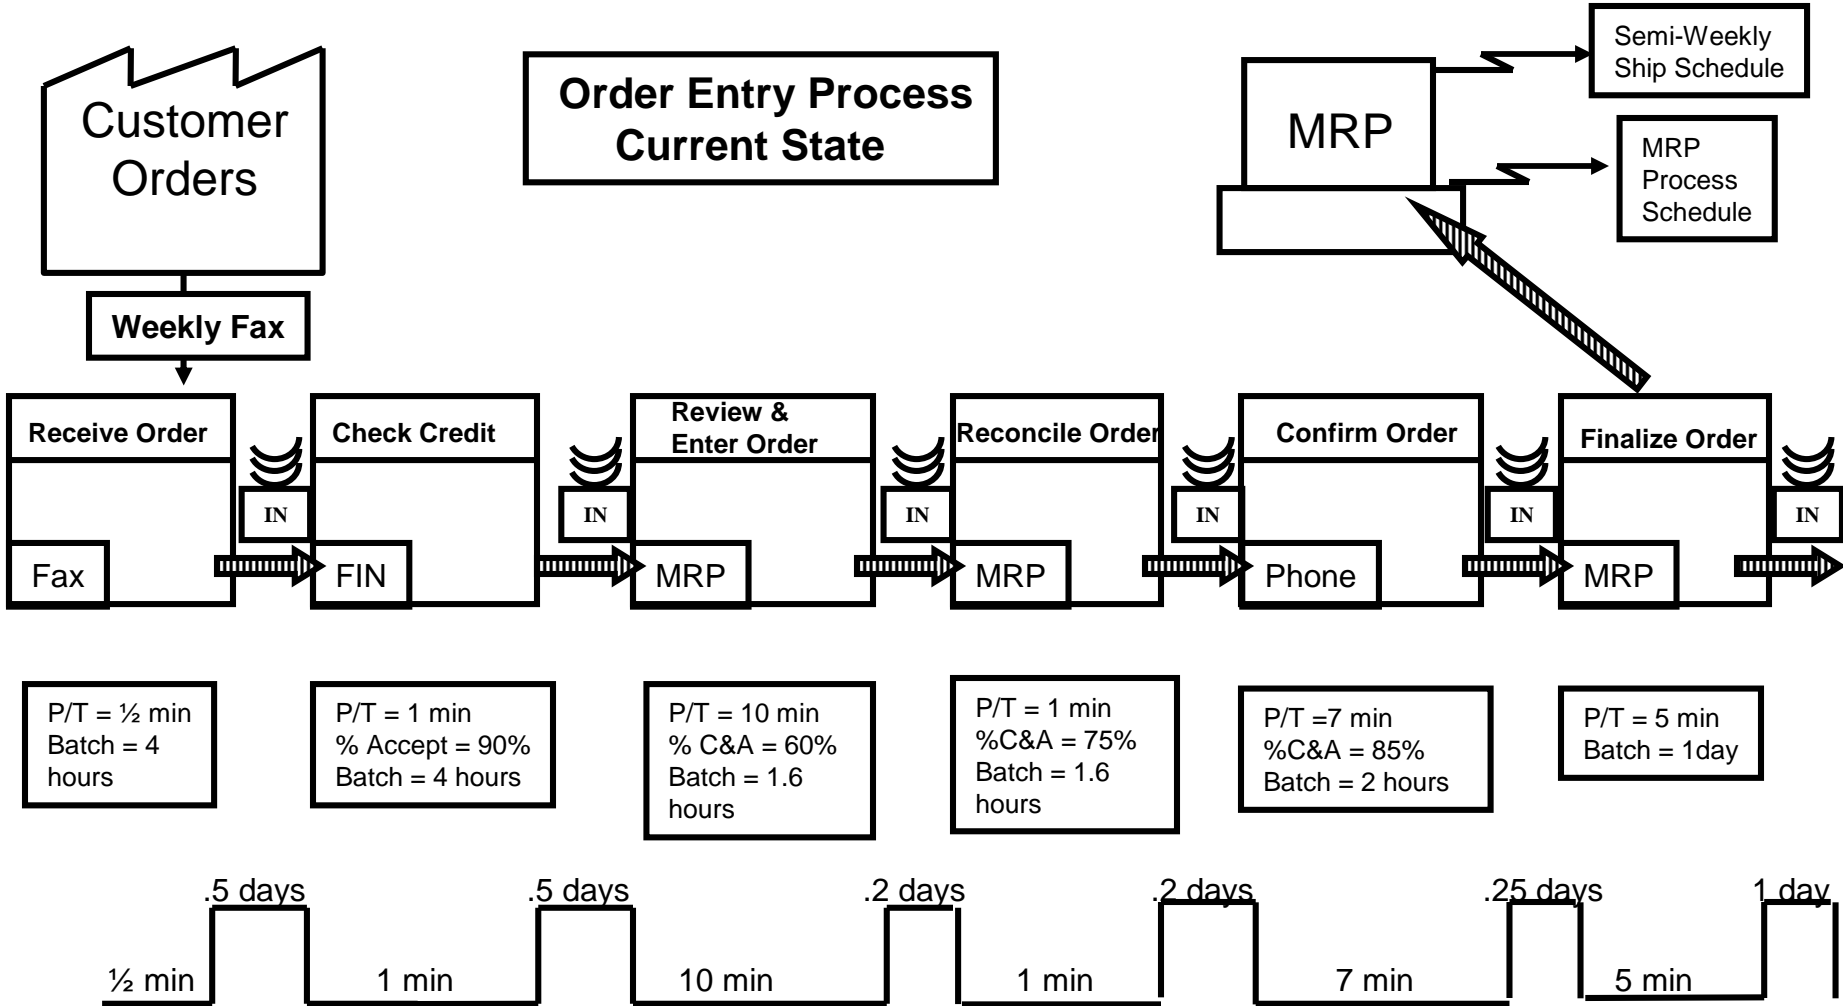 Customer
Orders
Order Entry Process
Current State
MRP
Semi-Weekly
Ship Schedule
MRP
Process
Schedule
Weekly Fax
Receive Order
Check Credit
Review &
Enter Order
Reconcile Order
Confirm Order
Finalize Order
IN
IN
IN
IN
IN
IN
Fax
FIN
MRP
MRP
Phone
MRP
P/T = ½ min
Batch = 4
hours
P/T = 1 min
% Accept = 90%
Batch = 4 hours
P/T = 10 min
% C&A = 60%
Batch = 1.6
hours
P/T = 1 min
%C&A = 75%
Batch = 1.6
hours
P/T =7 min
%C&A = 85%
Batch = 2 hours
P/T = 5 min
Batch = 1day
.5 days
.5 days
.2 days
.2 days
.25 days
1 day
½ min
1 min
10 min
1 min
7 min
5 min